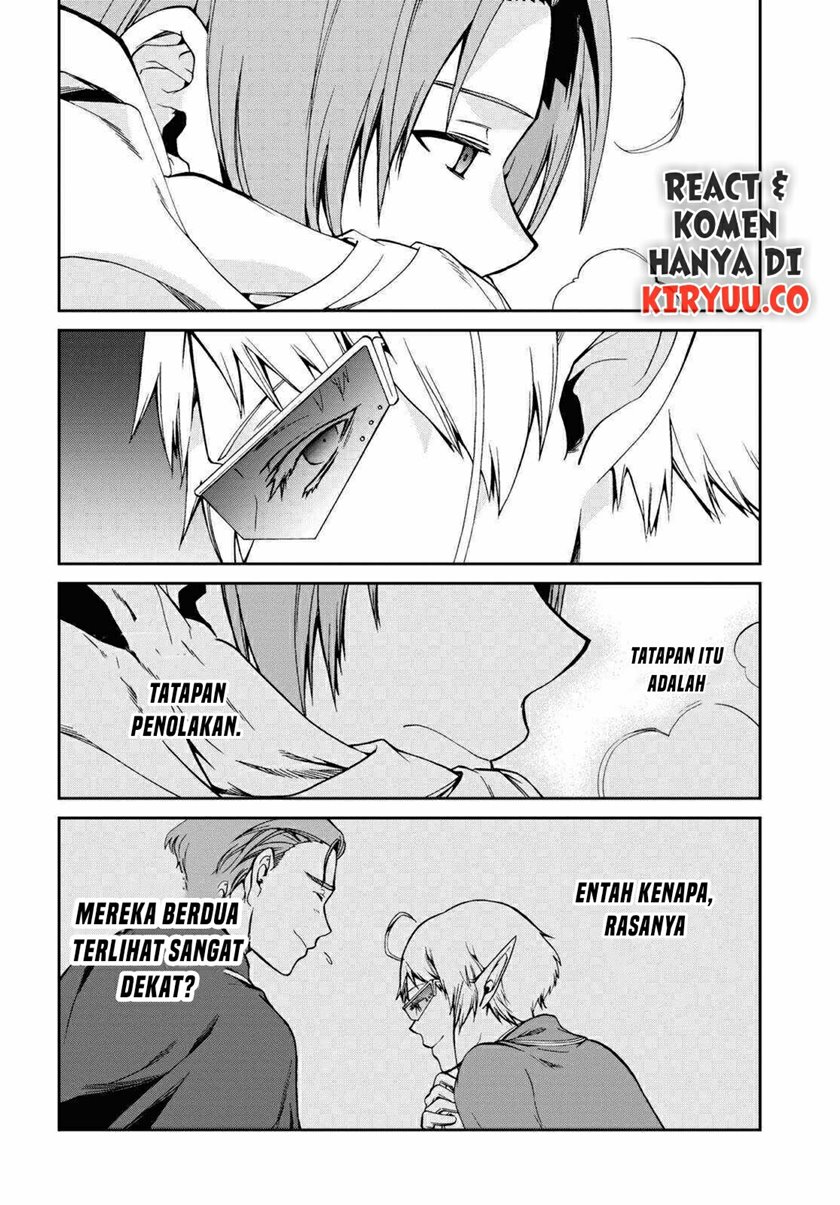 REACT &
KOMEN
HANYA DI
KIRYUU.CO
TATAPAN ITU
ADALAH
TATAPAN
PENOLAKAN.
ENTAH KENAPA,
RASANYA
MEREKA BERDUA
TERLIHAT SANGAT
DEKAT?